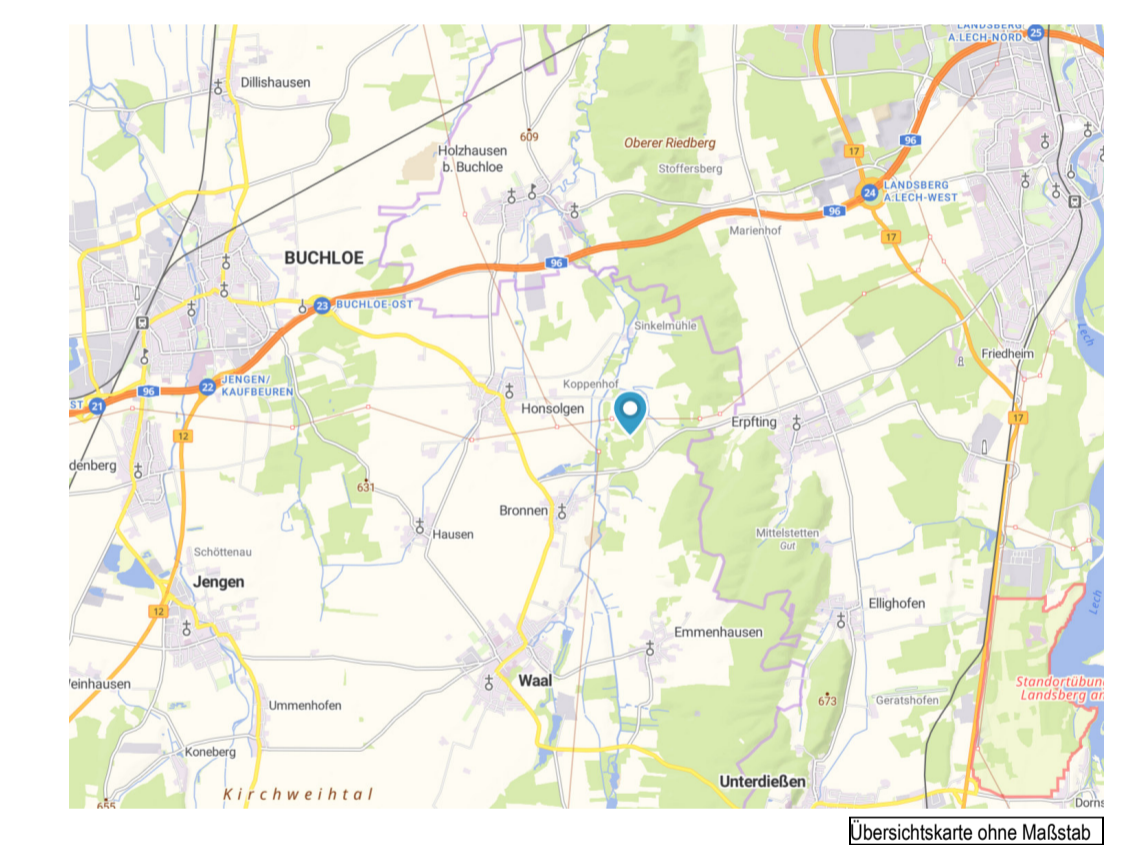 LANDSBERG
A.LECH-NORD
25
Dillishausen
609
96
Holzhausen
b. Buchloe
Oberer Riedberg
17
Stoffersberg
24
LANDSBERG
A.LECH-WEST
96
Marienhof
17
BUCHLOE
96
23
BUCHLOE-OST
Sinkelmühle
Lech
Friedheim
JENGEN/
KAUFBEUREN
22
96
Koppenhof
ST
21
Honsolgen
Erpfting
17
12
denberg
631
Bronnen
Hausen
Mittelstetten
Gut
Schöttenau
Jengen
Lech
12
Ellighofen
Emmenhausen
einhausen
Waal
Standortübun
Landsberg am
673
Geratshofen
Ummenhofen
Koneberg
Unterdießen
Kirchweihtal
655
Dorns
Übersichtskarte ohne Maßstab